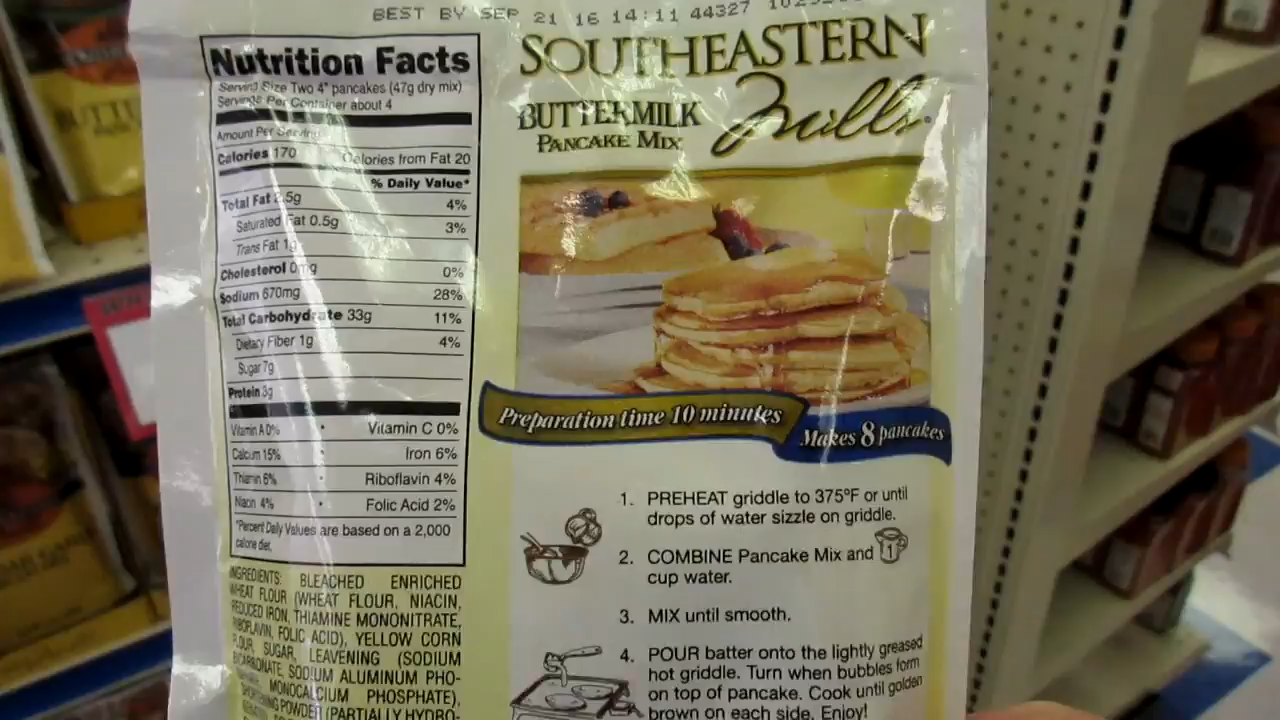 BEST BY SEP 21 16 14:11 44327
Nutrition Facts
Serving Size Two 4" pancakes (47g dry mix)
Servings Per Container about 4
Amount Per Serving
Calories 170 Calories from Fat 20
% Daily Value*
Total Fat 2.5g 4%
Saturated Fat 0.5g 3%
Trans Fat 1g
Cholesterol 0mg 0%
Sodium 670mg 28%
Total Carbohydrate 33g 11%
Dietary Fiber 1g 4%
Sugar 7g
Protein 3g
Vitamin A 0% • Vitamin C 0%
Calcium 15% • Iron 6%
Thiamin 6% • Riboflavin 4%
Niacin 4% • Folic Acid 2%
*Percent Daily Values are based on a 2,000
calorie diet.
INGREDIENTS: BLEACHED ENRICHED
WHEAT FLOUR (WHEAT FLOUR, NIACIN,
REDUCED IRON, THIAMINE MONONITRATE,
RIBOFLAVIN, FOLIC ACID), YELLOW CORN
FLOUR, SUGAR, LEAVENING (SODIUM
BICARBONATE, SODIUM ALUMINUM PHO-
MONOCALCIUM PHOSPHATE),
SHORTENING POWDER (PARTIALLY HYDRO-
SOUTHEASTERN
Mills®
BUTTERMILK
PANCAKE MIX
Preparation time 10 minutes
Makes 8 pancakes
1. PREHEAT griddle to 375°F or until
drops of water sizzle on griddle.
2. COMBINE Pancake Mix and 1
cup water.
3. MIX until smooth.
4. POUR batter onto the lightly greased
hot griddle. Turn when bubbles form
on top of pancake. Cook until golden
brown on each side. Enjoy!